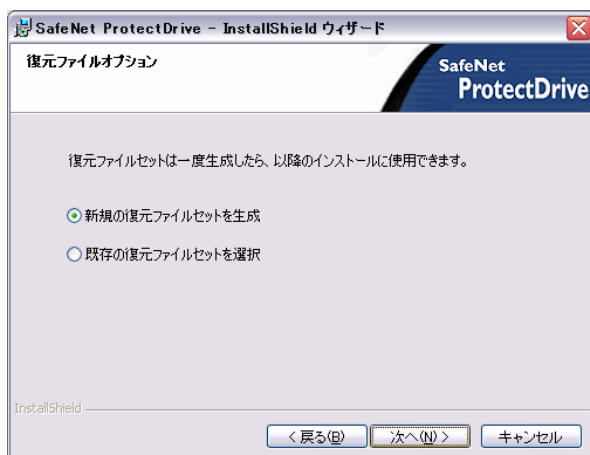 SafeNet ProtectDrive - InstallShield ウィザード
復元ファイルオプション
SafeNet
ProtectDrive
復元ファイルセットは一度生成したら、以降のインストールに使用できます。
新規の復元ファイルセットを生成
既存の復元ファイルセットを選択
InstallShield
< 戻る(B)
次へ(N) >
キャンセル